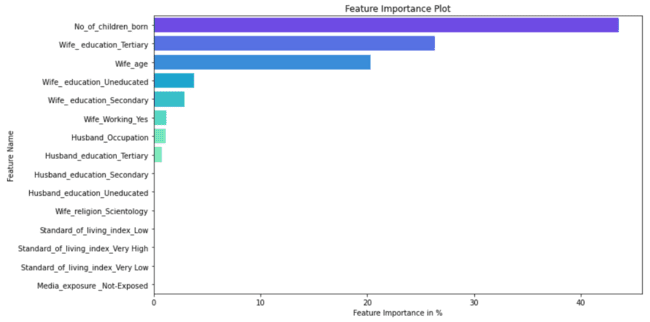 Feature Importance Plot
No_of_children_born
Wife_ education_Tertiary
Wife_age
Wife_ education_Uneducated
Wife_ education_Secondary
Wife_Working_Yes
Husband_Occupation
Husband_education_Tertiary
Husband_education_Secondary
Husband_education_Uneducated
Wife_religion_Scientology
Standard_of_living_index_Low
Standard_of_living_index_Very High
Standard_of_living_index_Very Low
Media_exposure _Not-Exposed
Feature Name
0 10 20 30 40
Feature Importance in %